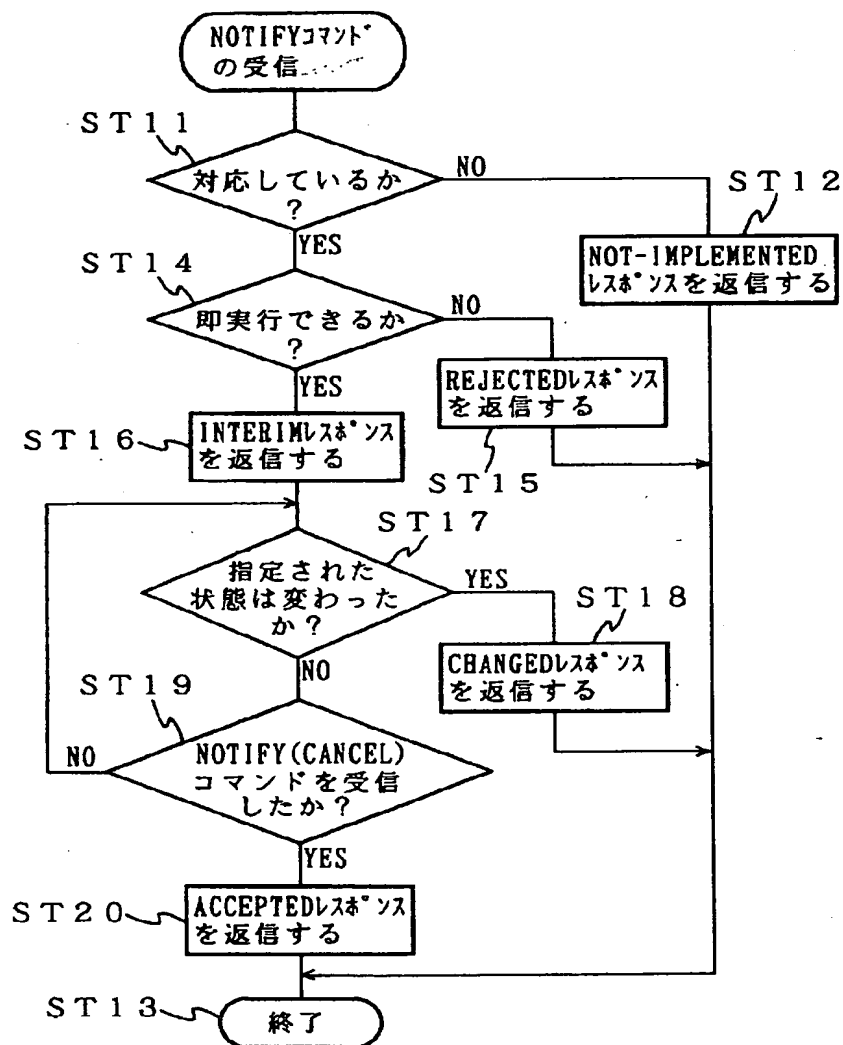 NOTIFYコマンド
の受信
ST11
対応しているか
?
NO
YES
ST12
NOT-IMPLEMENTED
レスポンスを返信する
ST14
即実行できるか
?
NO
YES
REJECTEDレスポンス
を返信する
ST15
ST16
INTERIMレスポンス
を返信する
ST17
指定された
状態は変わった
か?
YES
NO
ST18
CHANGEDレスポンス
を返信する
ST19
NOTIFY(CANCEL)
コマンドを受信
したか?
NO
YES
ST20
ACCEPTEDレスポンス
を返信する
ST13
終了